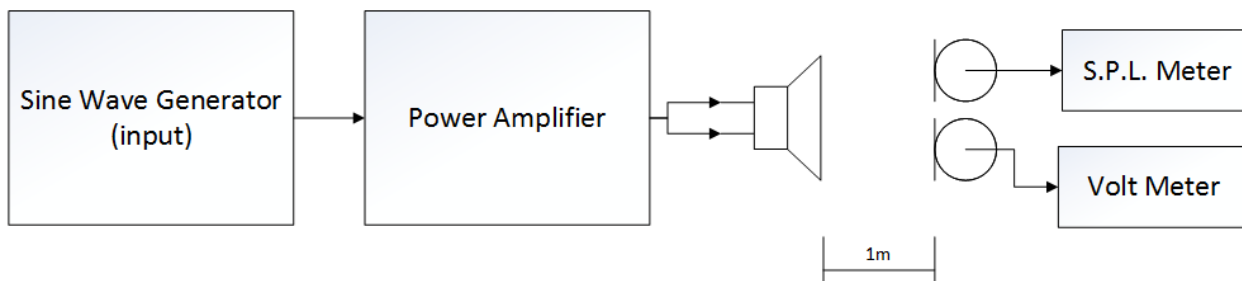 Sine Wave Generator
(input)
Power Amplifier
S.P.L. Meter
Volt Meter
1m